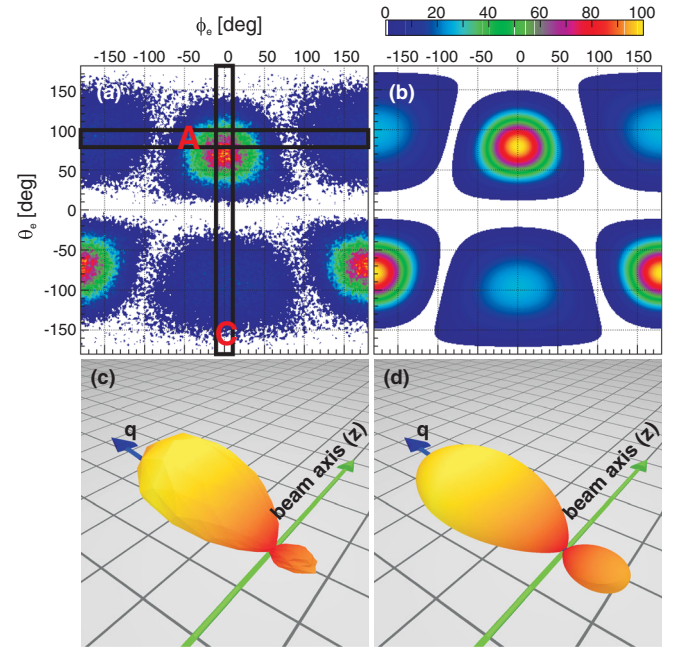 ϕe [deg]
0 20 40 60 80 100
-150 -100 -50 0 50 100 150
-150 -100 -50 0 50 100 150
(a)
(b)
150
100
50
0
-50
-100
-150
θe [deg]
A
C
(c)
(d)
q
beam axis (z)
q
beam axis (z)